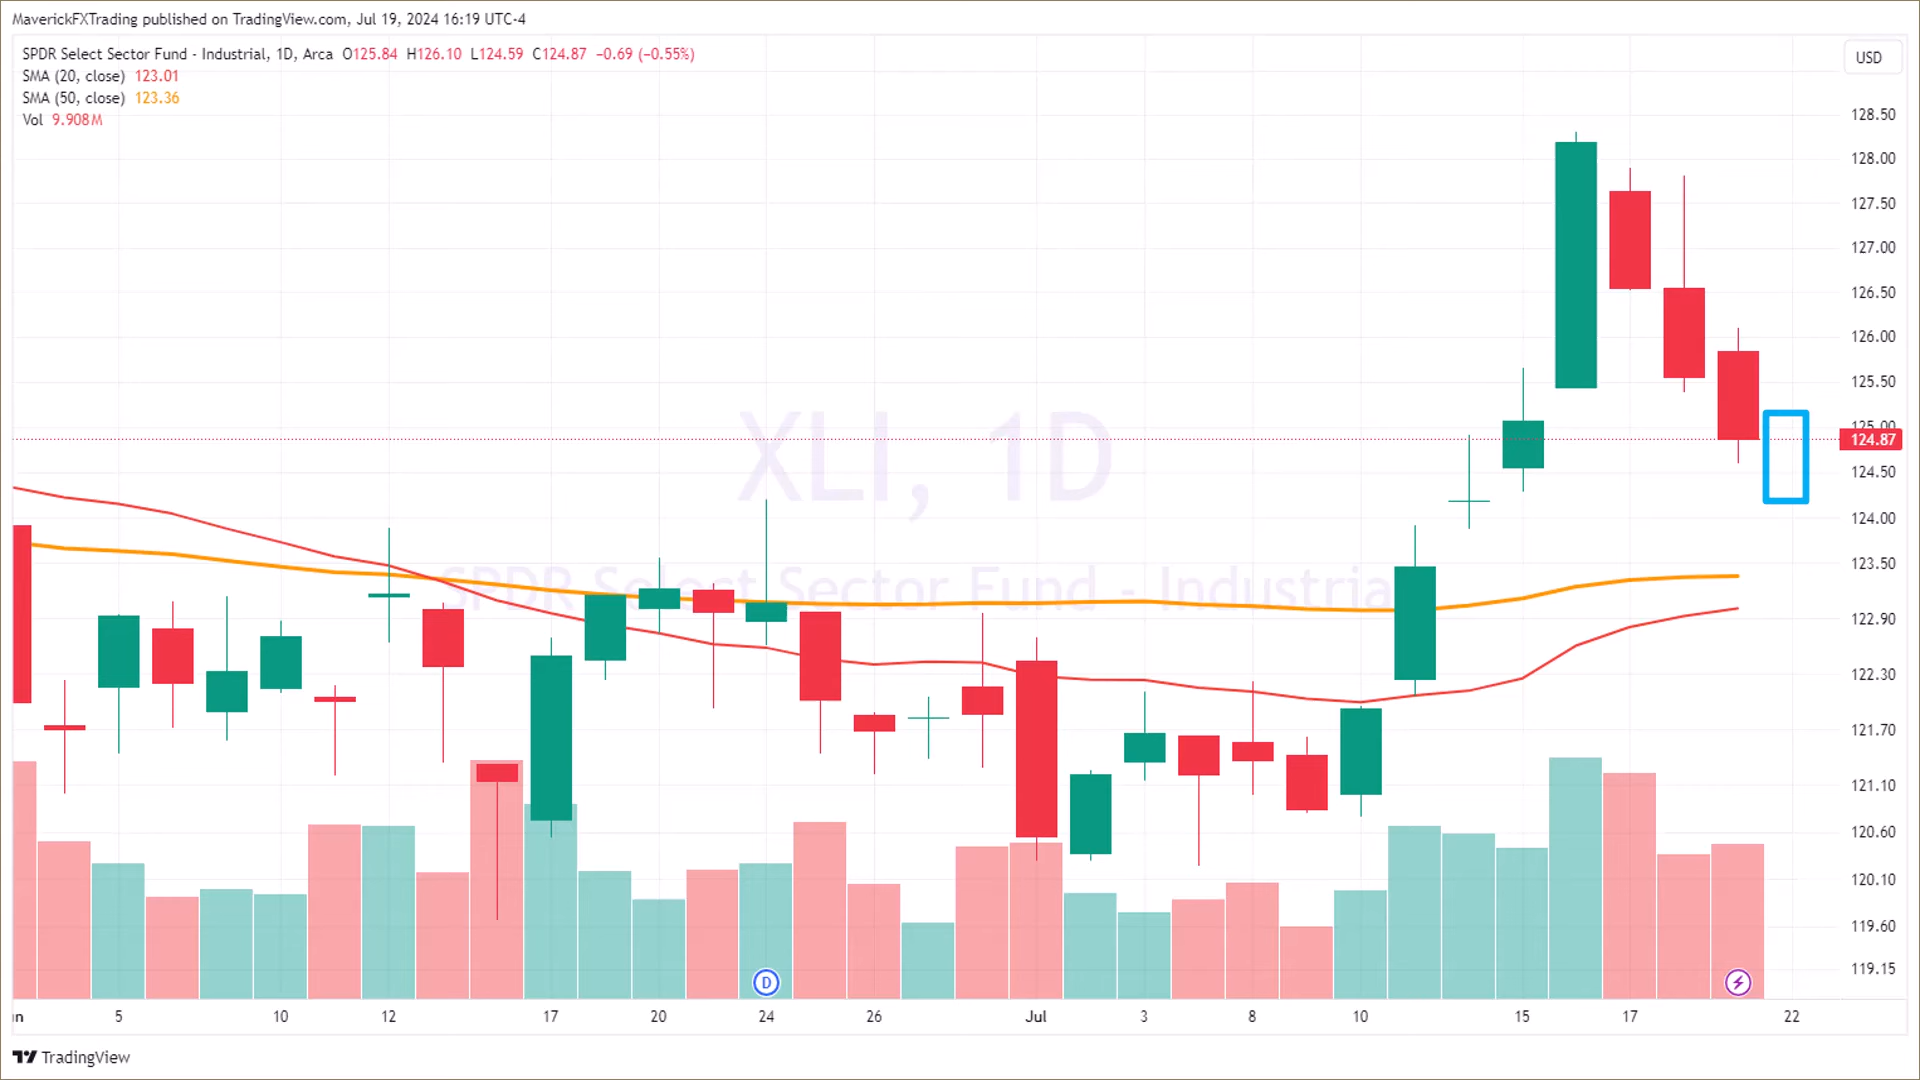 MaverickFXTrading published on TradingView.com, Jul 19, 2024 16:19 UTC-4
SPDR Select Sector Fund - Industrial, 1D, Arca O125.84 H126.10 L124.59 C124.87 −0.69 (−0.55%)
USD
SMA (20, close) 123.01
SMA (50, close) 123.36
Vol 9.908M
128.50
128.00
127.50
127.00
126.50
126.00
125.50
125.00
124.87
124.50
124.00
123.50
122.90
122.30
121.70
121.10
120.60
120.10
119.60
119.15
XLI, 1D
SPDR Select Sector Fund - Industrial
D
5 10 12 17 20 24 26 Jul 3 8 10 15 17 22
TradingView